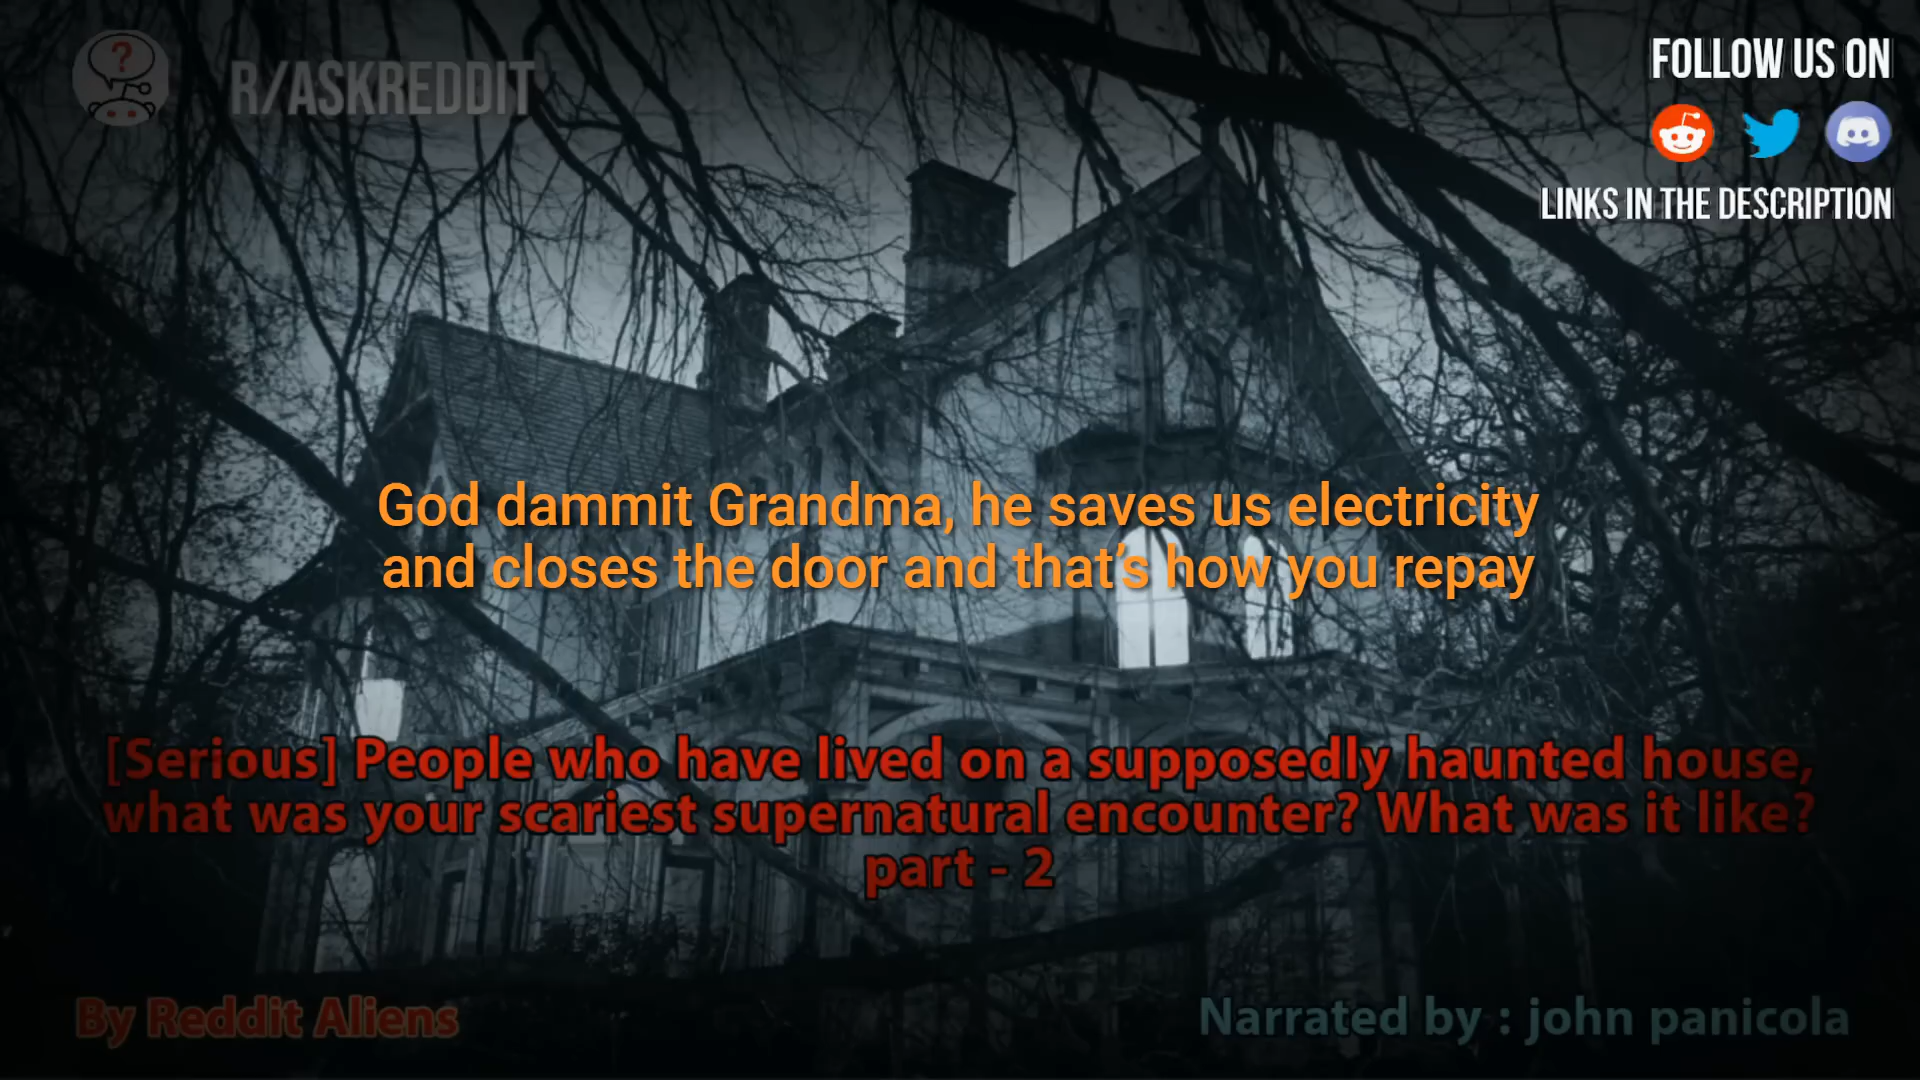 R/ASKREDDIT
FOLLOW US ON
LINKS IN THE DESCRIPTION
God dammit Grandma, he saves us electricity
and closes the door and that’s how you repay
[Serious] People who have lived on a supposedly haunted house,
what was your scariest supernatural encounter? What was it like?
part - 2
By Reddit Aliens
Narrated by : john panicola